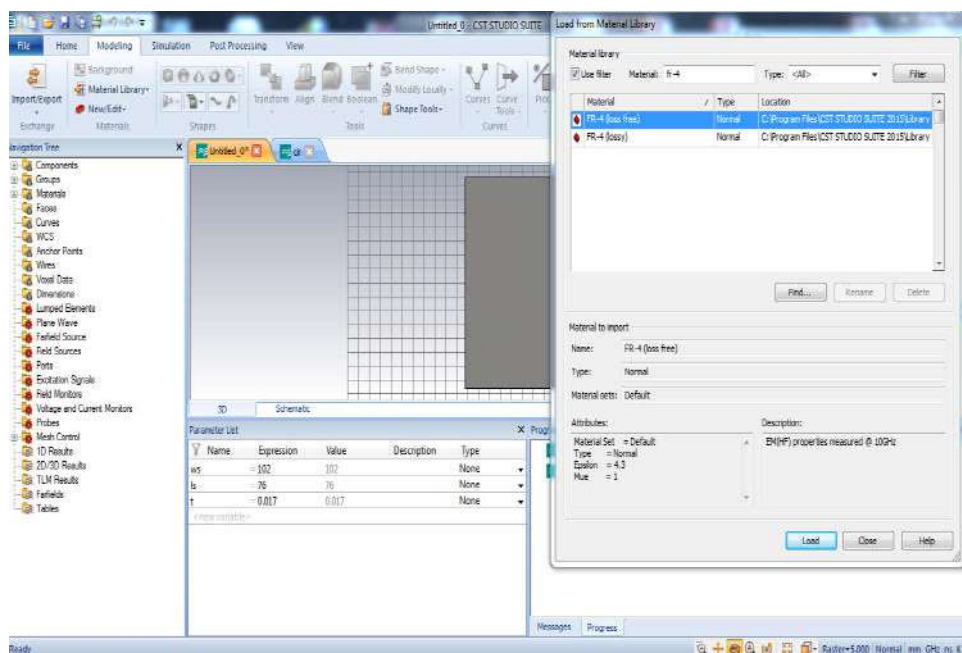 Untitled_0 - CST STUDIO SUITE
File Home Modeling Simulation Post Processing View
Import/Export
Exchange
Background
Material Library
New/Edit
Materials
Shapes
Transform Align Blend Boolean
Bend Shape
Modify Locally
Shape Tools
Tools
Curves Curve Tools
Curves
Navigation Tree X
Untitled_0*
Components
Groups
Materials
Faces
Curves
WCS
Anchor Points
Wires
Voxel Data
Dimensions
Lumped Elements
Plane Wave
Farfield Source
Field Sources
Ports
Excitation Signals
Field Monitors
Voltage and Current Monitors
Probes
Mesh Control
1D Results
2D/3D Results
TLM Results
Farfields
Tables
3D Schematic
Parameter List X
Name Expression Value Description Type
ws = 102 102 None
ls = 76 76 None
t = 0.017 0.017 None
<new variable>
Load from Material Library
Material library
Use filter Material: fr-4 Type: <All> Filter
Material / Type Location
FR-4 (loss free) Normal C:\Program Files\CST STUDIO SUITE 2015\Library
FR-4 (lossy) Normal C:\Program Files\CST STUDIO SUITE 2015\Library
Find... Rename Delete
Material to import
Name: FR-4 (loss free)
Type: Normal
Material sets: Default
Attributes: Description:
Material Set = Default
Type = Normal
Epsilon = 4.3
Mue = 1
EM(HF) properties measured @ 10GHz
Load Close Help
Messages Progress
Ready
Raster=5.000 Normal mm GHz ns K